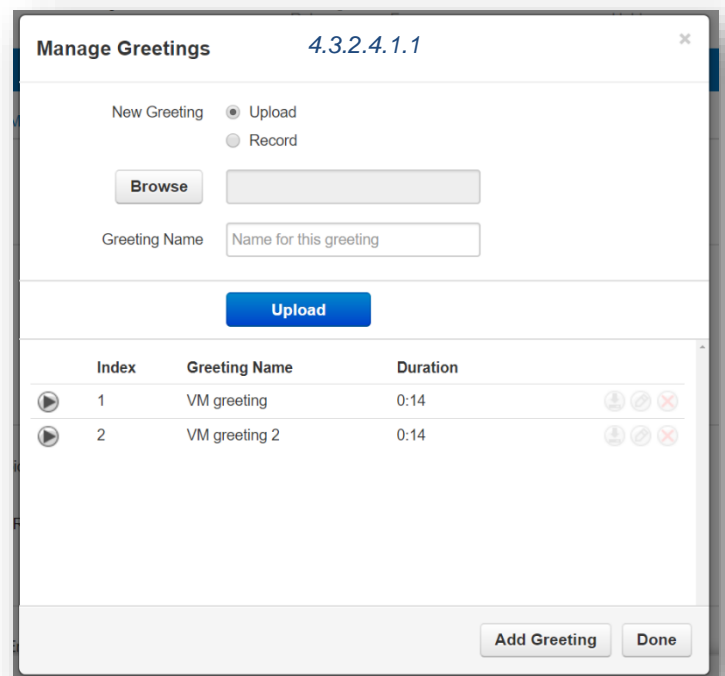 Manage Greetings 4.3.2.4.1.1 ×
New Greeting Upload
Record
Browse
Greeting Name Name for this greeting
Upload
Index Greeting Name Duration
1 VM greeting 0:14
2 VM greeting 2 0:14
Add Greeting Done